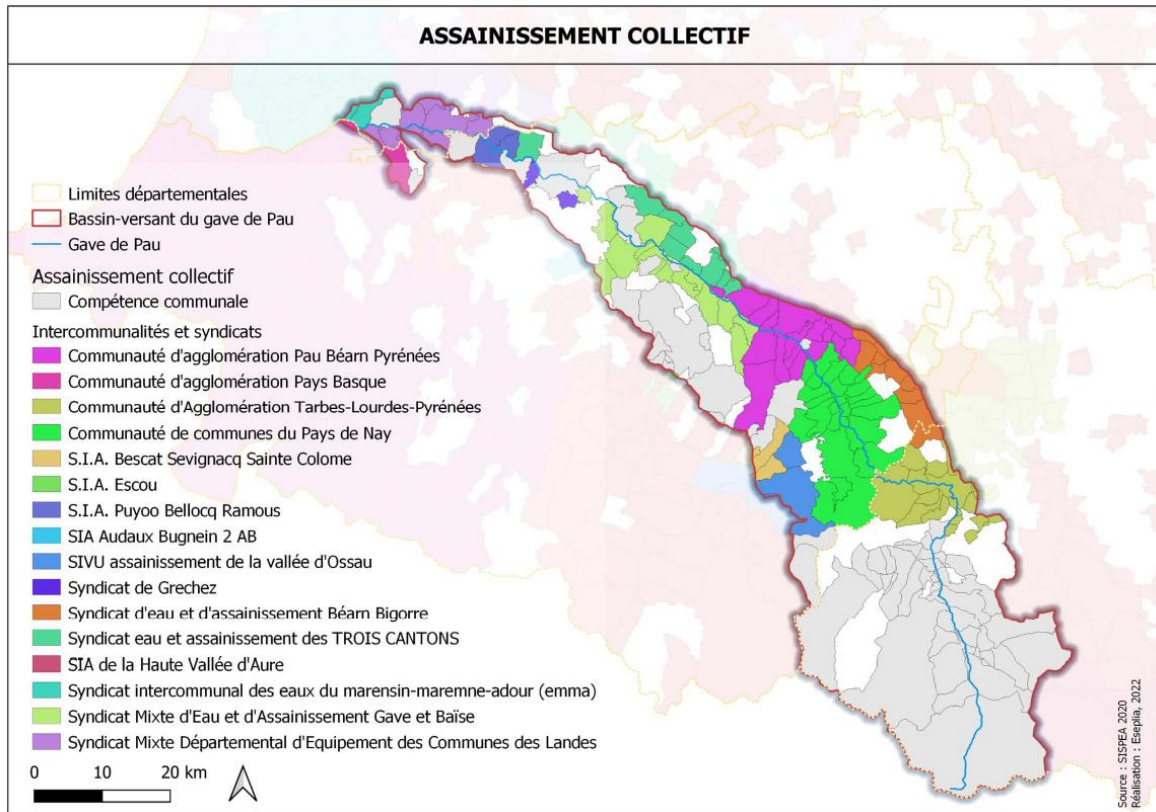 ASSAINISSEMENT COLLECTIF
Limites départementales
Bassin-versant du gave de Pau
Gave de Pau
Assainissement collectif
Compétence communale
Intercommunalités et syndicats
Communauté d'agglomération Pau Béarn Pyrénées
Communauté d'agglomération Pays Basque
Communauté d'Agglomération Tarbes-Lourdes-Pyrénées
Communauté de communes du Pays de Nay
S.I.A. Bescat Sevignacq Sainte Colome
S.I.A. Escou
S.I.A. Puyoo Bellocq Ramous
SIA Audaux Bugnein 2 AB
SIVU assainissement de la vallée d'Ossau
Syndicat de Grechez
Syndicat d'eau et d'assainissement Béarn Bigorre
Syndicat eau et assainissement des TROIS CANTONS
SIA de la Haute Vallée d'Aure
Syndicat intercommunal des eaux du marensin-maremne-adour (emma)
Syndicat Mixte d'Eau et d'Assainissement Gave et Baïse
Syndicat Mixte Départemental d'Equipement des Communes des Landes
0 10 20 km
Source : SISPEA 2020
Réalisation : Eseplia, 2022